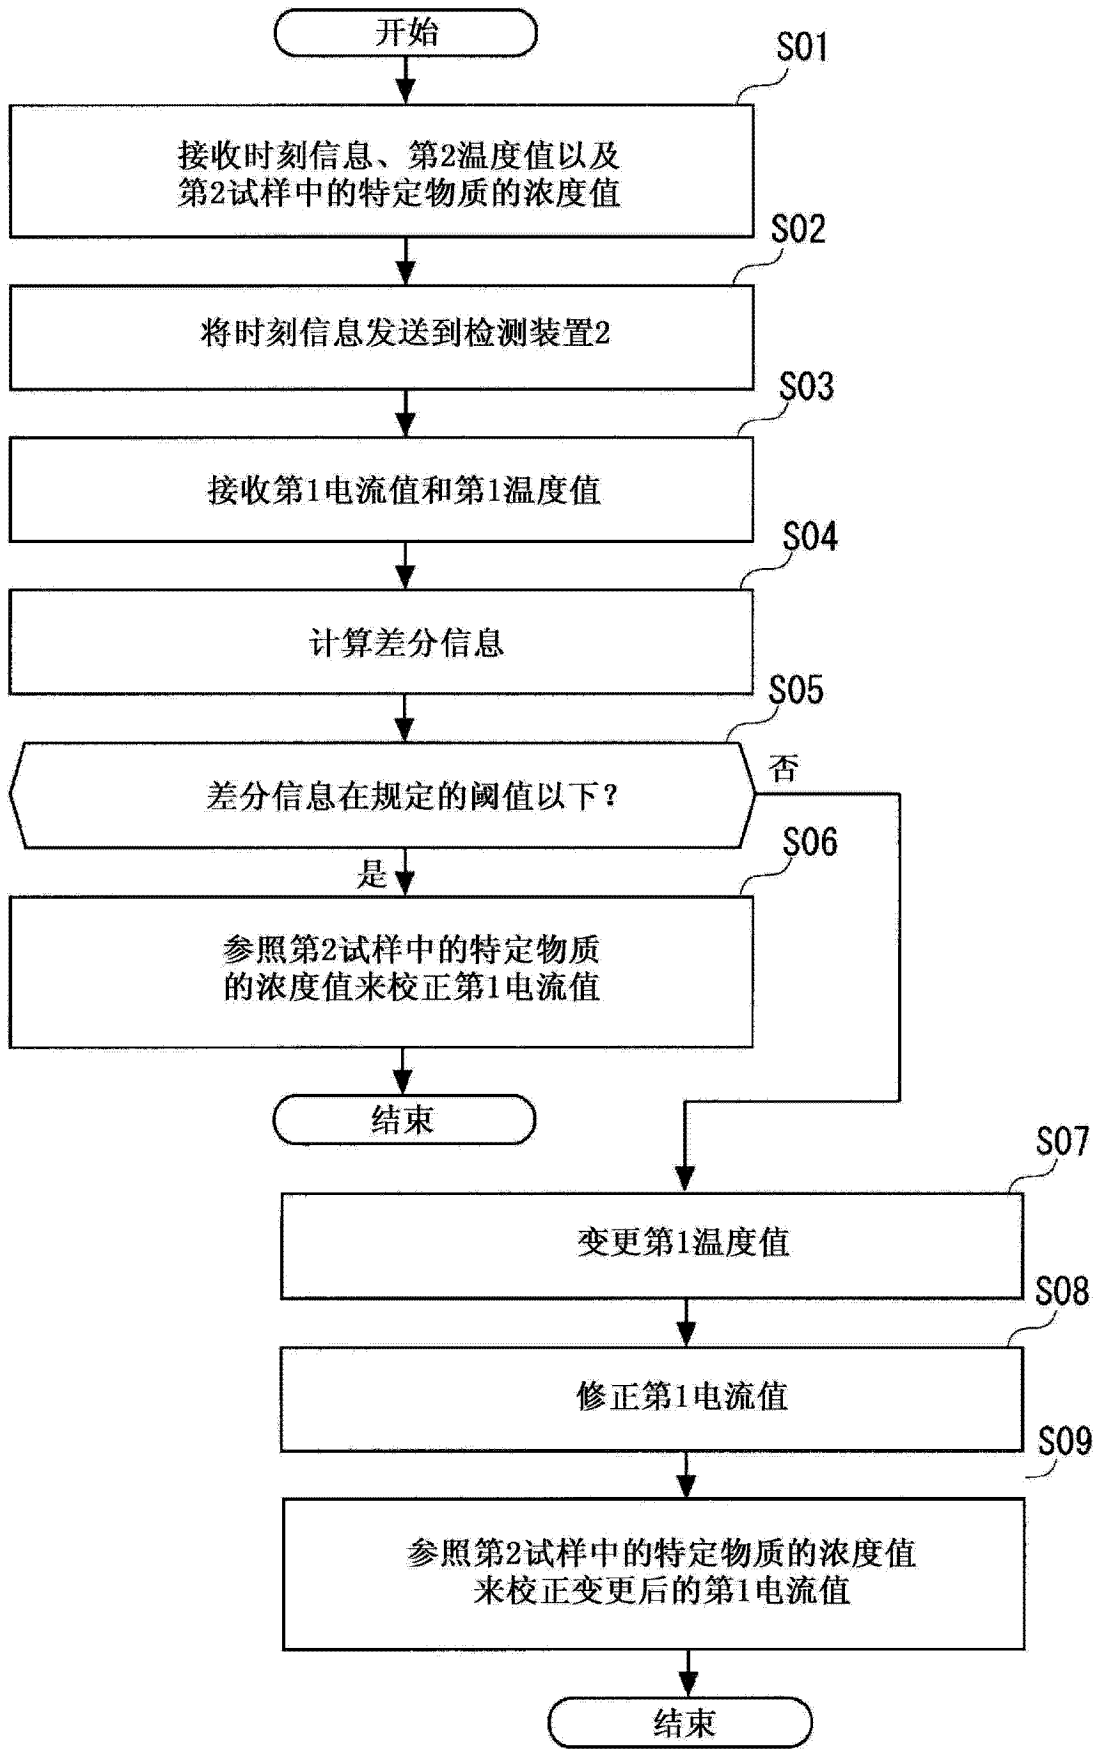 开始
S01
接收时刻信息、第2温度值以及
第2试样中的特定物质的浓度值
S02
将时刻信息发送到检测装置2
S03
接收第1电流值和第1温度值
S04
计算差分信息
S05
差分信息在规定的阈值以下？
否
是
S06
参照第2试样中的特定物质
的浓度值来校正第1电流值
结束
S07
变更第1温度值
S08
修正第1电流值
S09
参照第2试样中的特定物质的浓度值
来校正变更后的第1电流值
结束